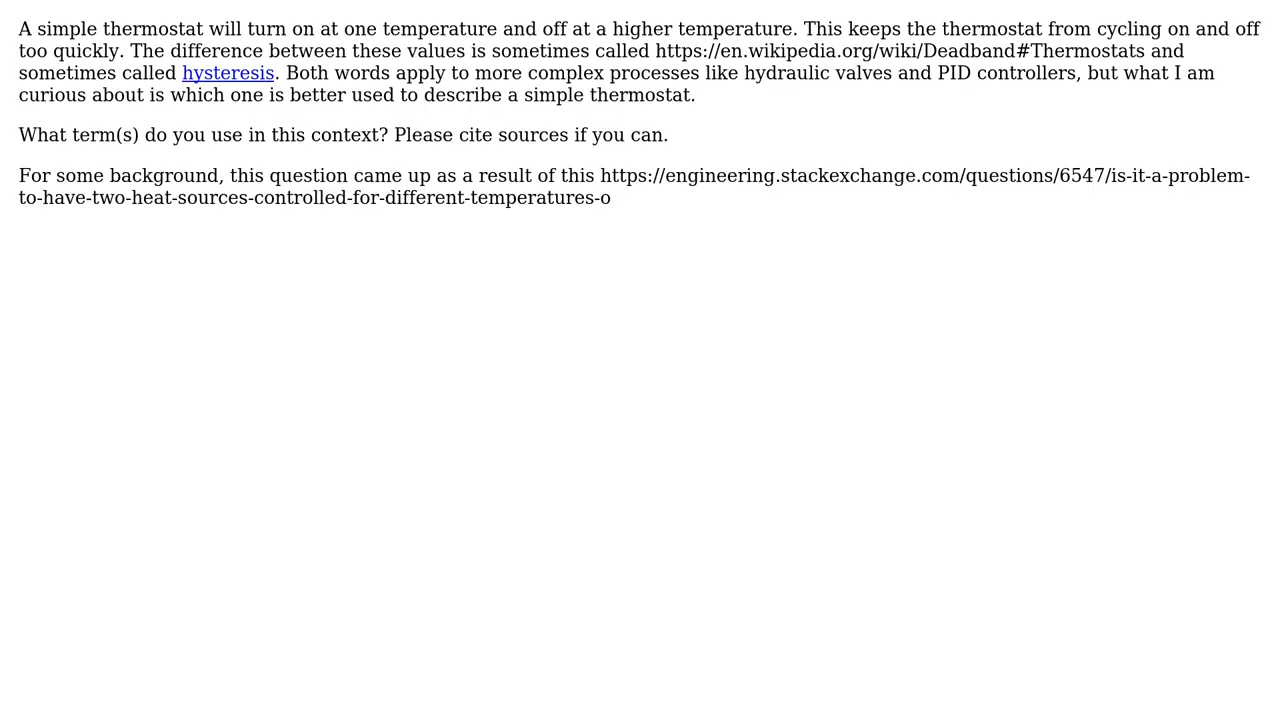 A simple thermostat will turn on at one temperature and off at a higher temperature. This keeps the thermostat from cycling on and off
too quickly. The difference between these values is sometimes called https://en.wikipedia.org/wiki/Deadband#Thermostats and
sometimes called hysteresis. Both words apply to more complex processes like hydraulic valves and PID controllers, but what I am
curious about is which one is better used to describe a simple thermostat.
What term(s) do you use in this context? Please cite sources if you can.
For some background, this question came up as a result of this https://engineering.stackexchange.com/questions/6547/is-it-a-problem-
to-have-two-heat-sources-controlled-for-different-temperatures-o